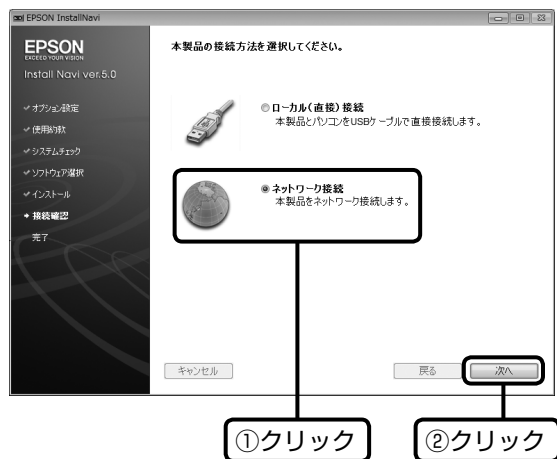 EPSON InstallNavi
EPSON
EXCEED YOUR VISION
Install Navi ver.5.0
オプション設定
使用約款
システムチェック
ソフトウェア選択
インストール
接続確認
完了
本製品の接続方法を選択してください。
ローカル(直接)接続
本製品とパソコンをUSBケーブルで直接接続します。
ネットワーク接続
本製品をネットワーク接続します。
キャンセル
戻る
次へ
①クリック
②クリック